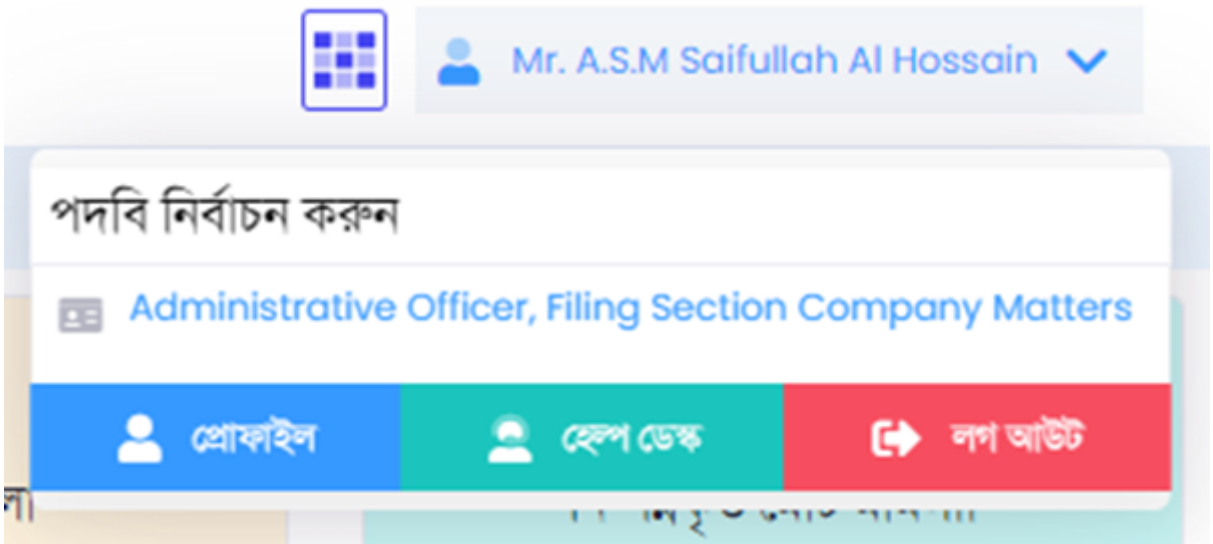 Mr. A.S.M Saifullah Al Hossain
পদবি নির্বাচন করুন
Administrative Officer, Filing Section Company Matters
প্রোফাইল হেল্প ডেস্ক লগ আউট